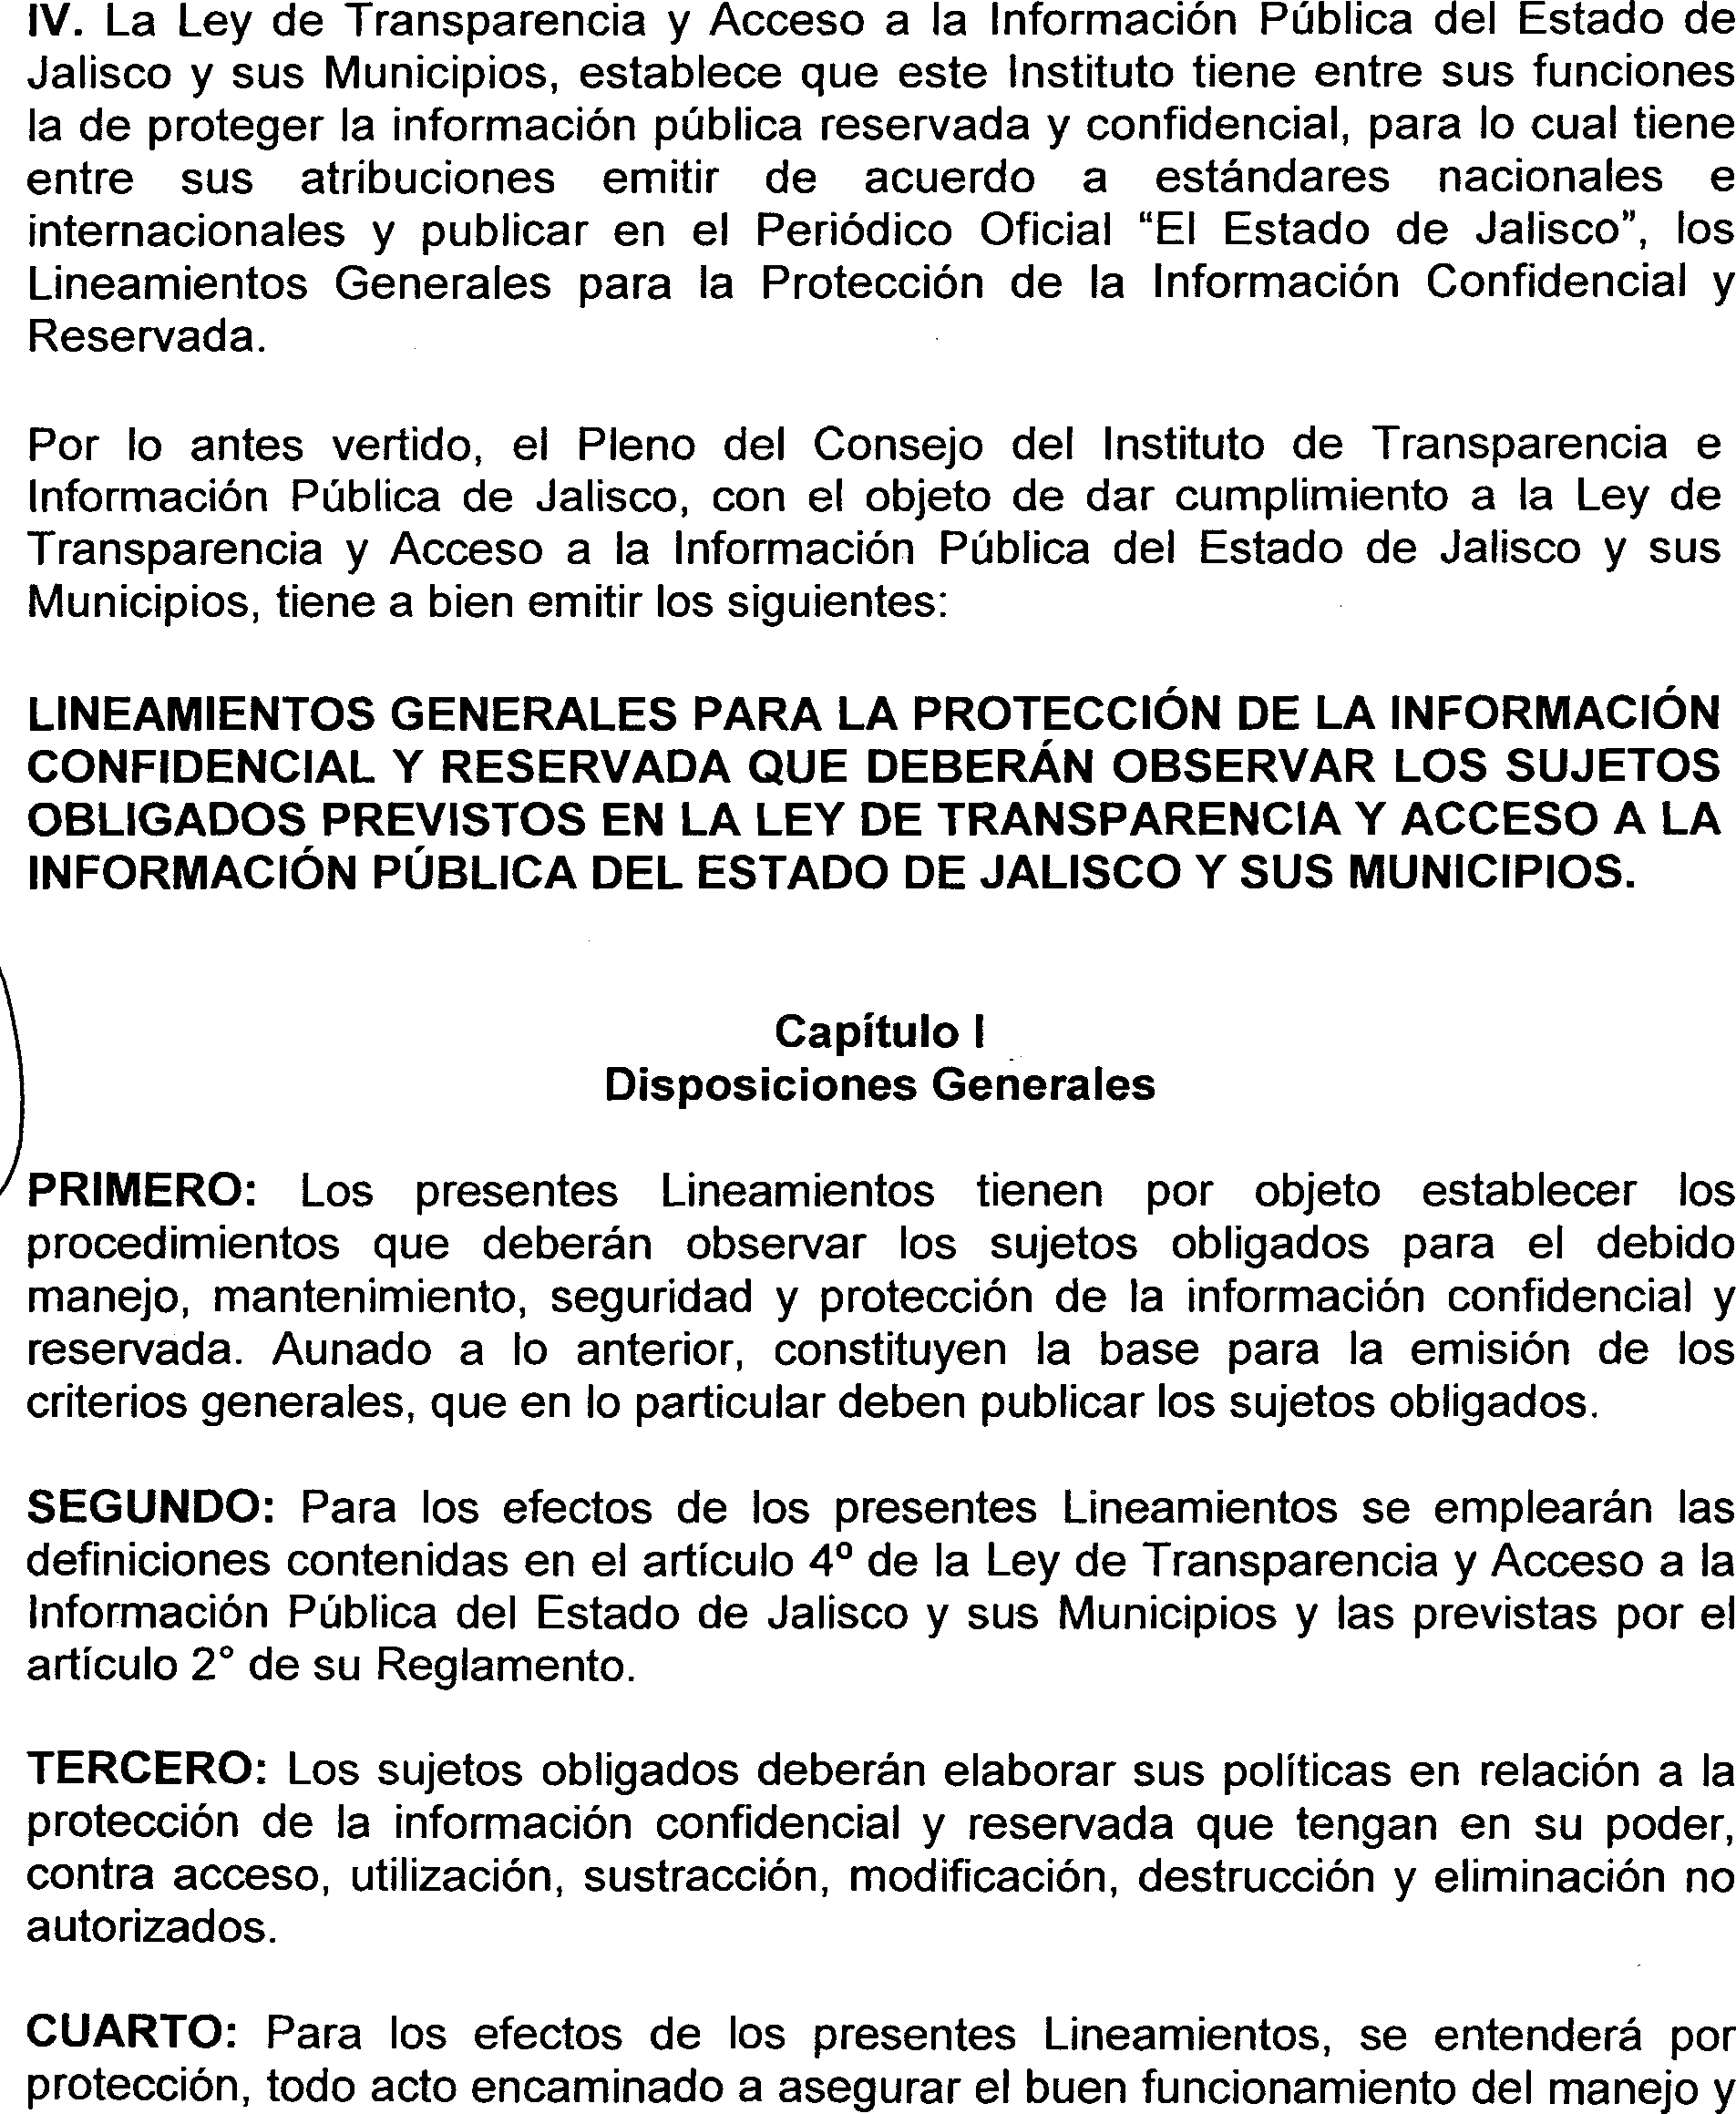 IV. La Ley de Transparencia y Acceso a la Información Pública del Estado de
Jalisco y sus Municipios, establece que este Instituto tiene entre sus funciones
la de proteger la información pública reservada y confidencial, para lo cual tiene
entre sus atribuciones emitir de acuerdo a estándares nacionales e
internacionales y publicar en el Periódico Oficial “El Estado de Jalisco”, los
Lineamientos Generales para la Protección de la Información Confidencial y
Reservada.
Por lo antes vertido, el Pleno del Consejo del Instituto de Transparencia e
Información Pública de Jalisco, con el objeto de dar cumplimiento a la Ley de
Transparencia y Acceso a la Información Pública del Estado de Jalisco y sus
Municipios, tiene a bien emitir los siguientes:
LINEAMIENTOS GENERALES PARA LA PROTECCIÓN DE LA INFORMACIÓN
CONFIDENCIAL Y RESERVADA QUE DEBERÁN OBSERVAR LOS SUJETOS
OBLIGADOS PREVISTOS EN LA LEY DE TRANSPARENCIA Y ACCESO A LA
INFORMACIÓN PÚBLICA DEL ESTADO DE JALISCO Y SUS MUNICIPIOS.
Capítulo I
Disposiciones Generales
PRIMERO: Los presentes Lineamientos tienen por objeto establecer los
procedimientos que deberán observar los sujetos obligados para el debido
manejo, mantenimiento, seguridad y protección de la información confidencial y
reservada. Aunado a lo anterior, constituyen la base para la emisión de los
criterios generales, que en lo particular deben publicar los sujetos obligados.
SEGUNDO: Para los efectos de los presentes Lineamientos se emplearán las
definiciones contenidas en el artículo 4º de la Ley de Transparencia y Acceso a la
Información Pública del Estado de Jalisco y sus Municipios y las previstas por el
artículo 2° de su Reglamento.
TERCERO: Los sujetos obligados deberán elaborar sus políticas en relación a la
protección de la información confidencial y reservada que tengan en su poder,
contra acceso, utilización, sustracción, modificación, destrucción y eliminación no
autorizados.
CUARTO: Para los efectos de los presentes Lineamientos, se entenderá por
protección, todo acto encaminado a asegurar el buen funcionamiento del manejo y